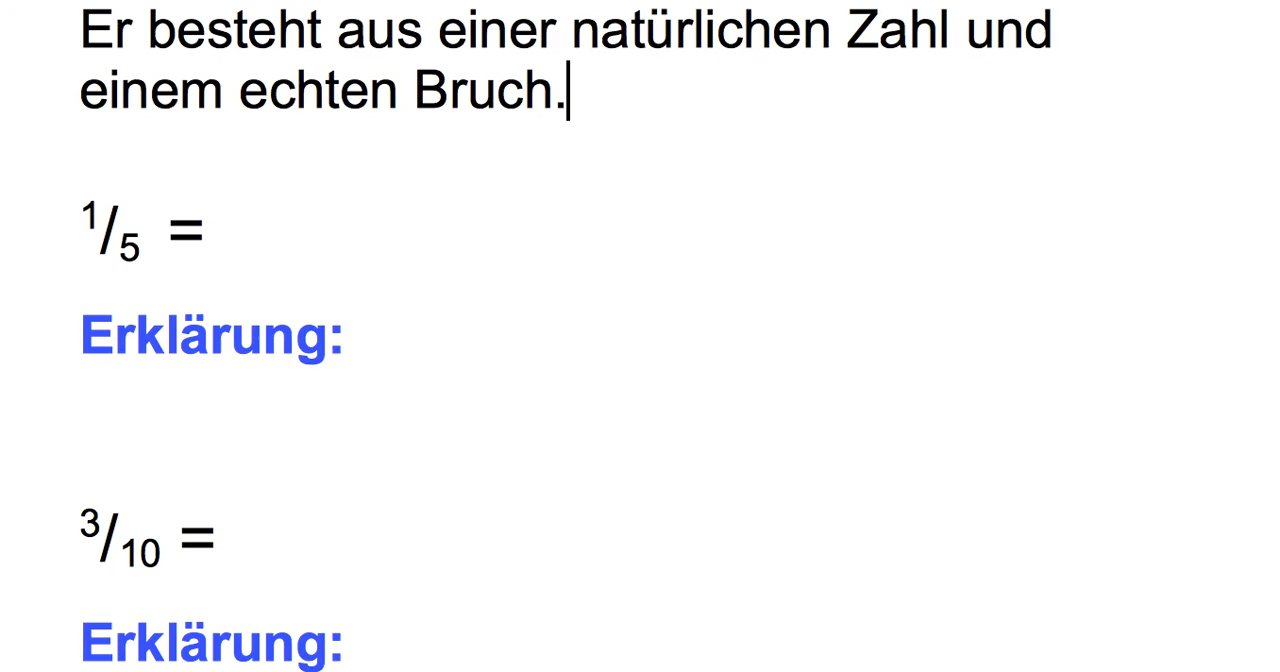 Er besteht aus einer natürlichen Zahl und
einem echten Bruch.
1/5 =
Erklärung:
3/10 =
Erklärung: